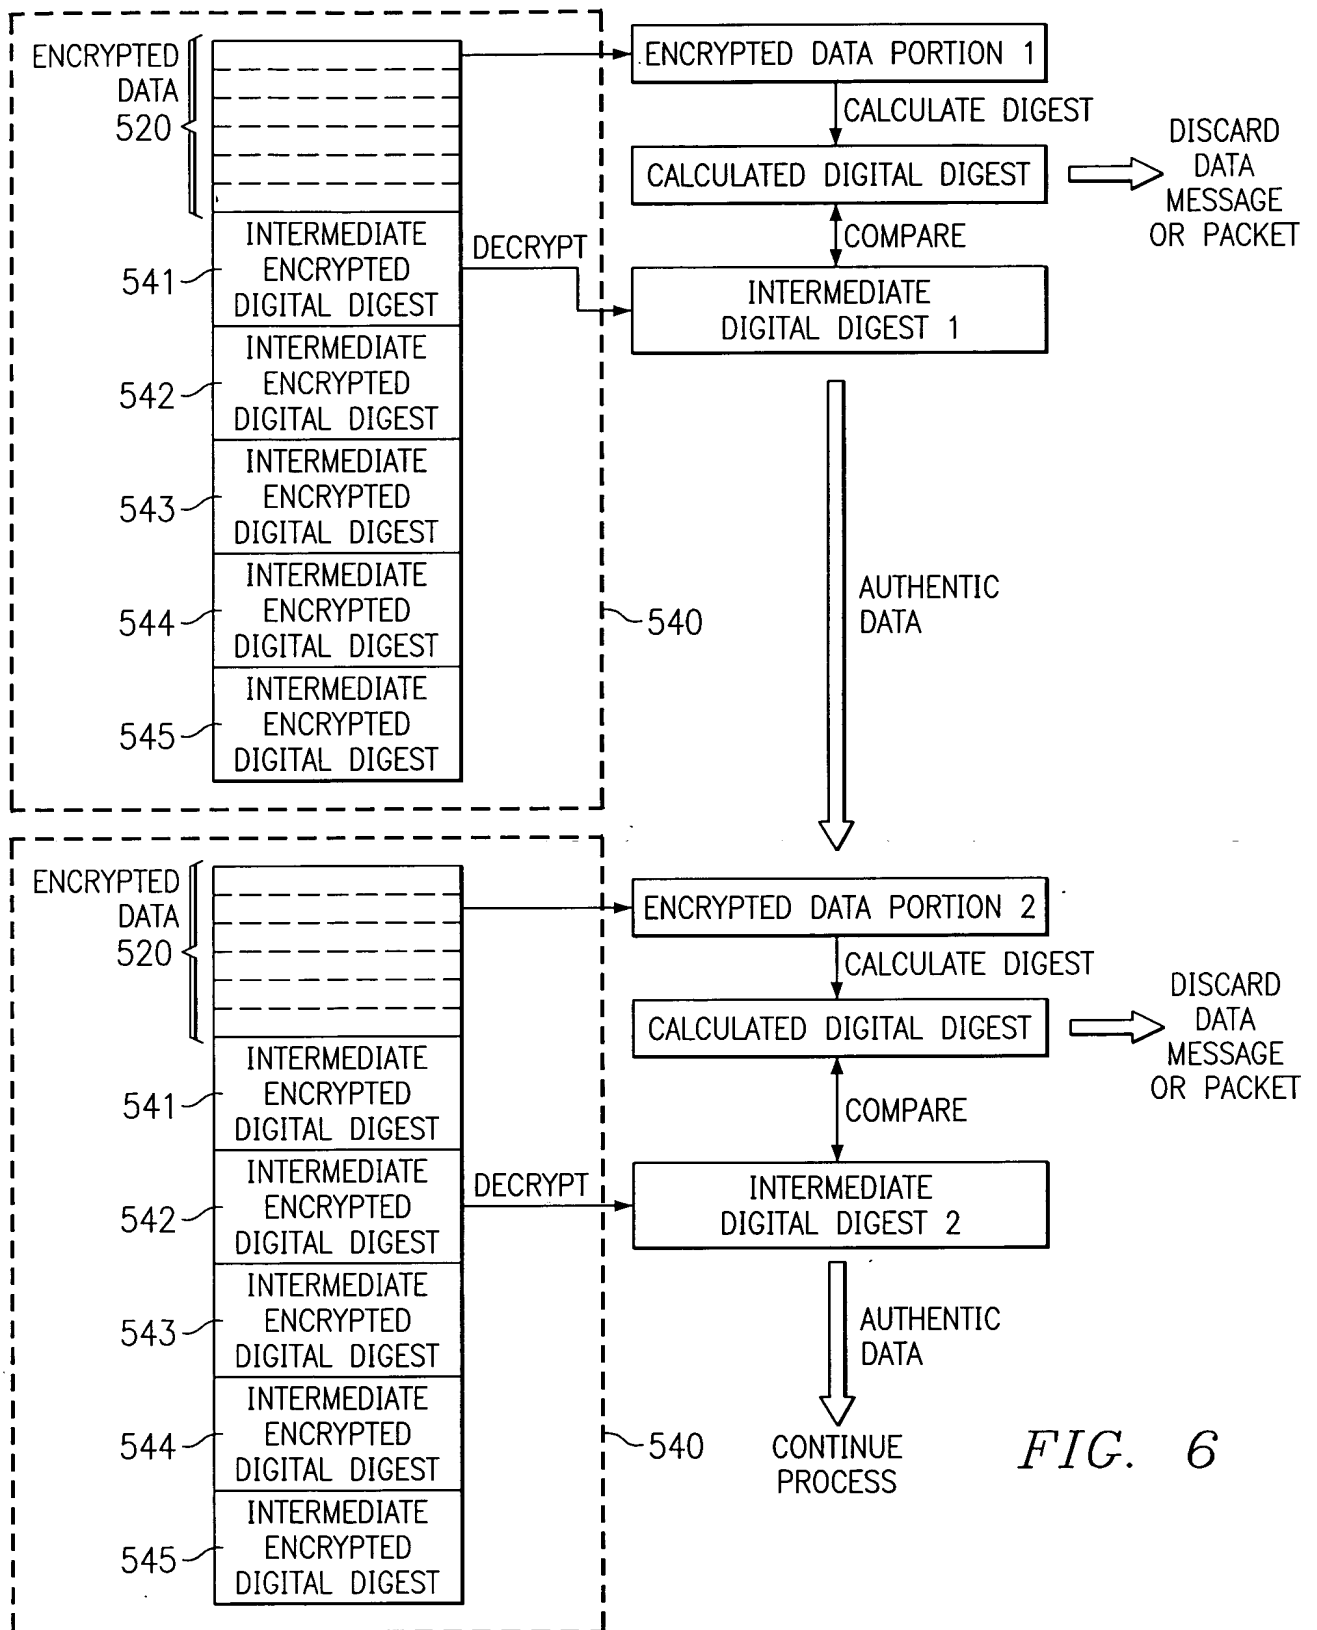 ENCRYPTED
DATA
520
INTERMEDIATE
ENCRYPTED
DIGITAL DIGEST
541
INTERMEDIATE
ENCRYPTED
DIGITAL DIGEST
542
INTERMEDIATE
ENCRYPTED
DIGITAL DIGEST
543
INTERMEDIATE
ENCRYPTED
DIGITAL DIGEST
544
INTERMEDIATE
ENCRYPTED
DIGITAL DIGEST
545
DECRYPT
540
ENCRYPTED DATA PORTION 1
CALCULATE DIGEST
CALCULATED DIGITAL DIGEST
DISCARD
DATA
MESSAGE
OR PACKET
COMPARE
INTERMEDIATE
DIGITAL DIGEST 1
AUTHENTIC
DATA
ENCRYPTED
DATA
520
INTERMEDIATE
ENCRYPTED
DIGITAL DIGEST
541
INTERMEDIATE
ENCRYPTED
DIGITAL DIGEST
542
INTERMEDIATE
ENCRYPTED
DIGITAL DIGEST
543
INTERMEDIATE
ENCRYPTED
DIGITAL DIGEST
544
INTERMEDIATE
ENCRYPTED
DIGITAL DIGEST
545
DECRYPT
540
ENCRYPTED DATA PORTION 2
CALCULATE DIGEST
CALCULATED DIGITAL DIGEST
DISCARD
DATA
MESSAGE
OR PACKET
COMPARE
INTERMEDIATE
DIGITAL DIGEST 2
AUTHENTIC
DATA
CONTINUE
PROCESS
FIG. 6